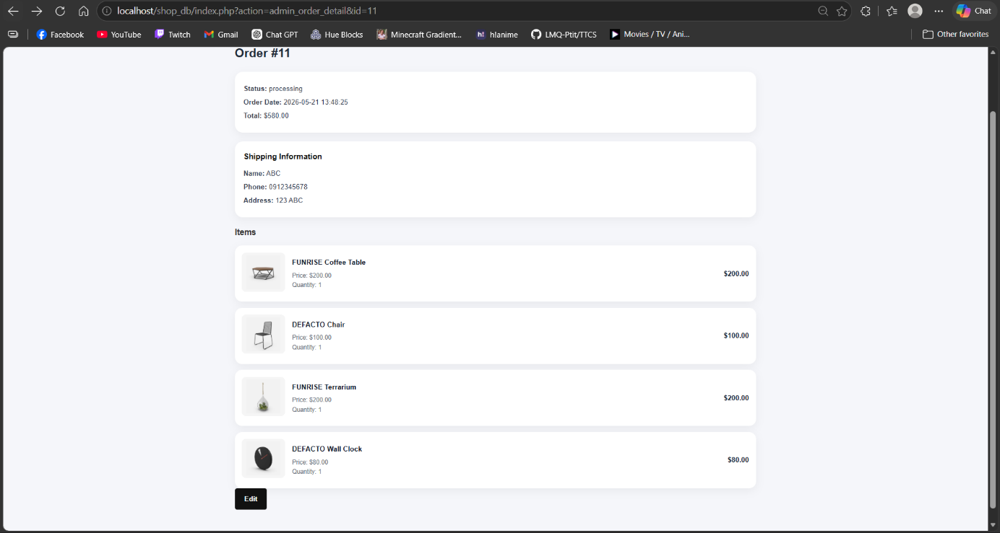 localhost/shop_db/index.php?action=admin_order_detail&id=11
Chat
Facebook
YouTube
Twitch
Gmail
Chat GPT
Hue Blocks
Minecraft Gradient...
h!
hlanime
LMQ-Ptit/TTCS
Movies / TV / Ani...
Other favorites
Order #11
Status: processing
Order Date: 2026-05-21 13:48:25
Total: $580.00
Shipping Information
Name: ABC
Phone: 0912345678
Address: 123 ABC
Items
FUNRISE Coffee Table
Price: $200.00
Quantity: 1
$200.00
DEFACTO Chair
Price: $100.00
Quantity: 1
$100.00
FUNRISE Terrarium
Price: $200.00
Quantity: 1
$200.00
DEFACTO Wall Clock
Price: $80.00
Quantity: 1
$80.00
Edit